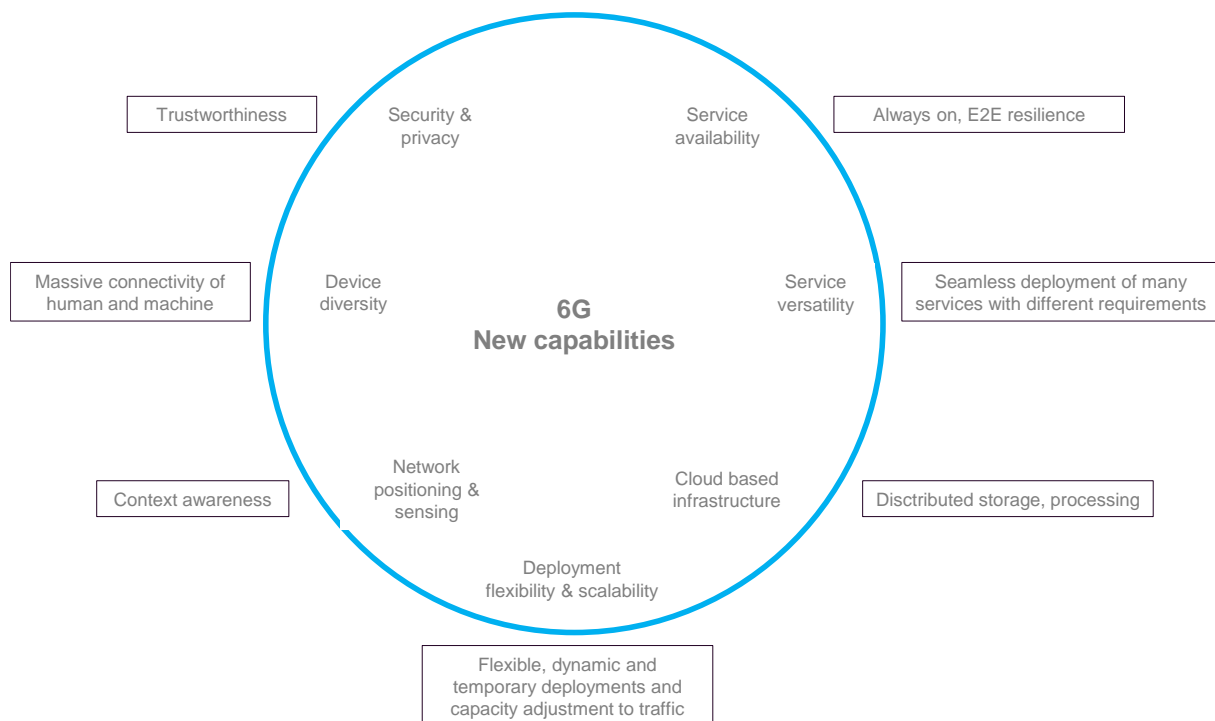 Trustworthiness
Security &
privacy
Service
availability
Always on, E2E resilience
Massive connectivity of
human and machine
Device
diversity
6G
New capabilities
Service
versatility
Seamless deployment of many
services with different requirements
Context awareness
Network
positioning &
sensing
Cloud based
infrastructure
Disctributed storage, processing
Deployment
flexibility & scalability
Flexible, dynamic and
temporary deployments and
capacity adjustment to traffic